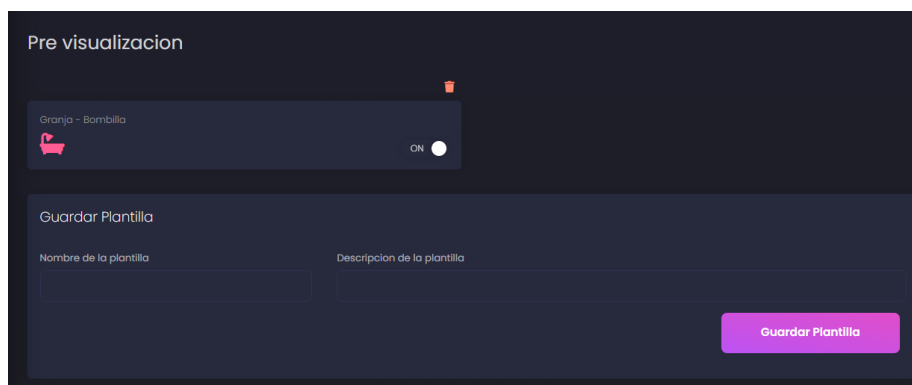 Pre visualizacion
Granja - Bombilla
ON
Guardar Plantilla
Nombre de la plantilla
Descripcion de la plantilla
Guardar Plantilla